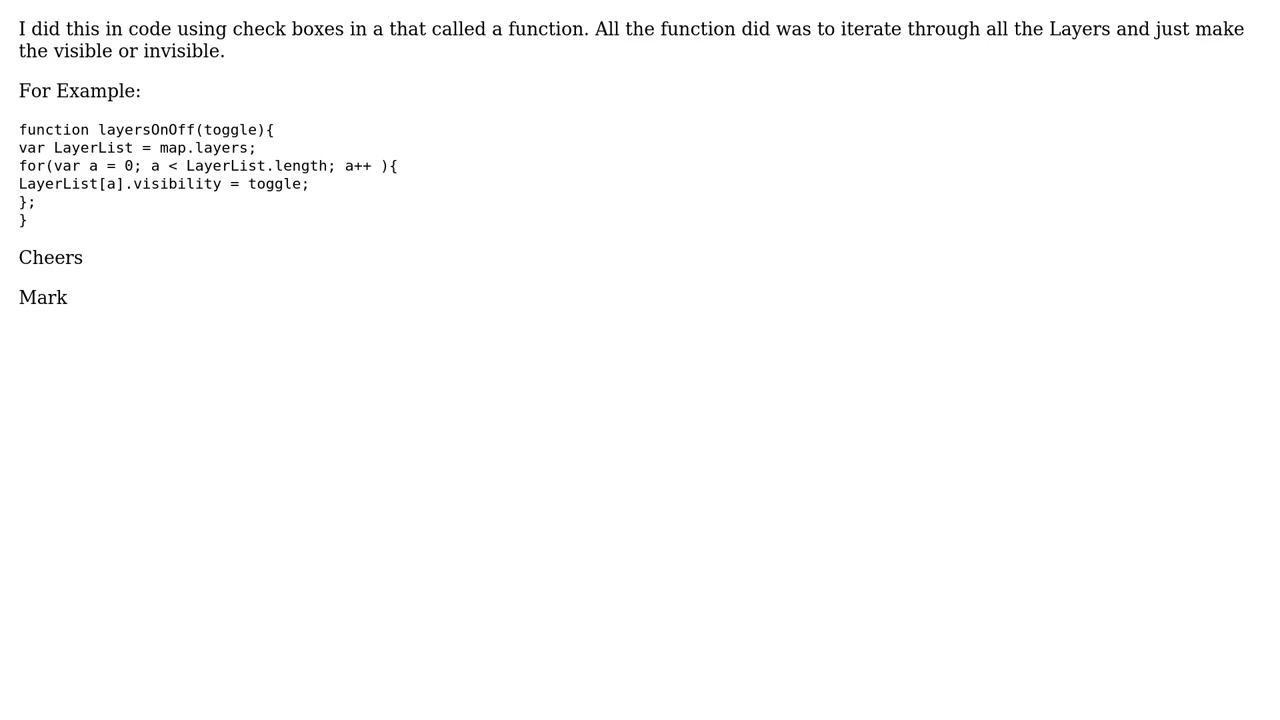 I did this in code using check boxes in a that called a function. All the function did was to iterate through all the Layers and just make
the visible or invisible.
For Example:
function layersOnOff(toggle){
var LayerList = map.layers;
for(var a = 0; a < LayerList.length; a++ ){
LayerList[a].visibility = toggle;
};
}
Cheers
Mark